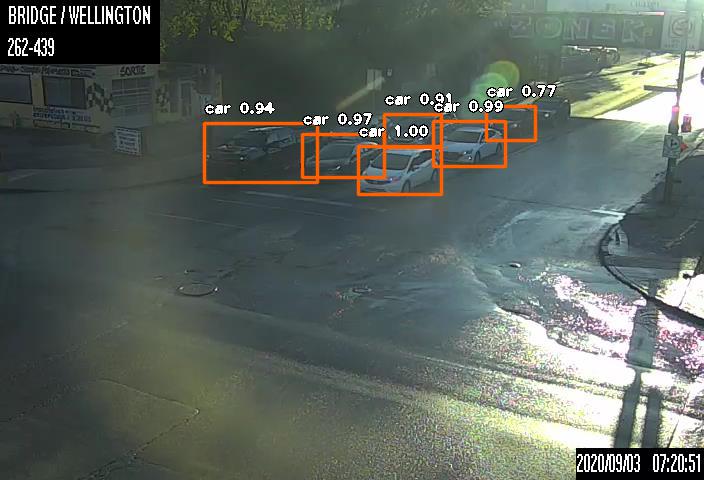 BRIDGE / WELLINGTON
262-439
SORTIE
car 0.94
car 0.97
car 1.00
car 0.91
car 0.99
car 0.77
2020/09/03 07:20:51